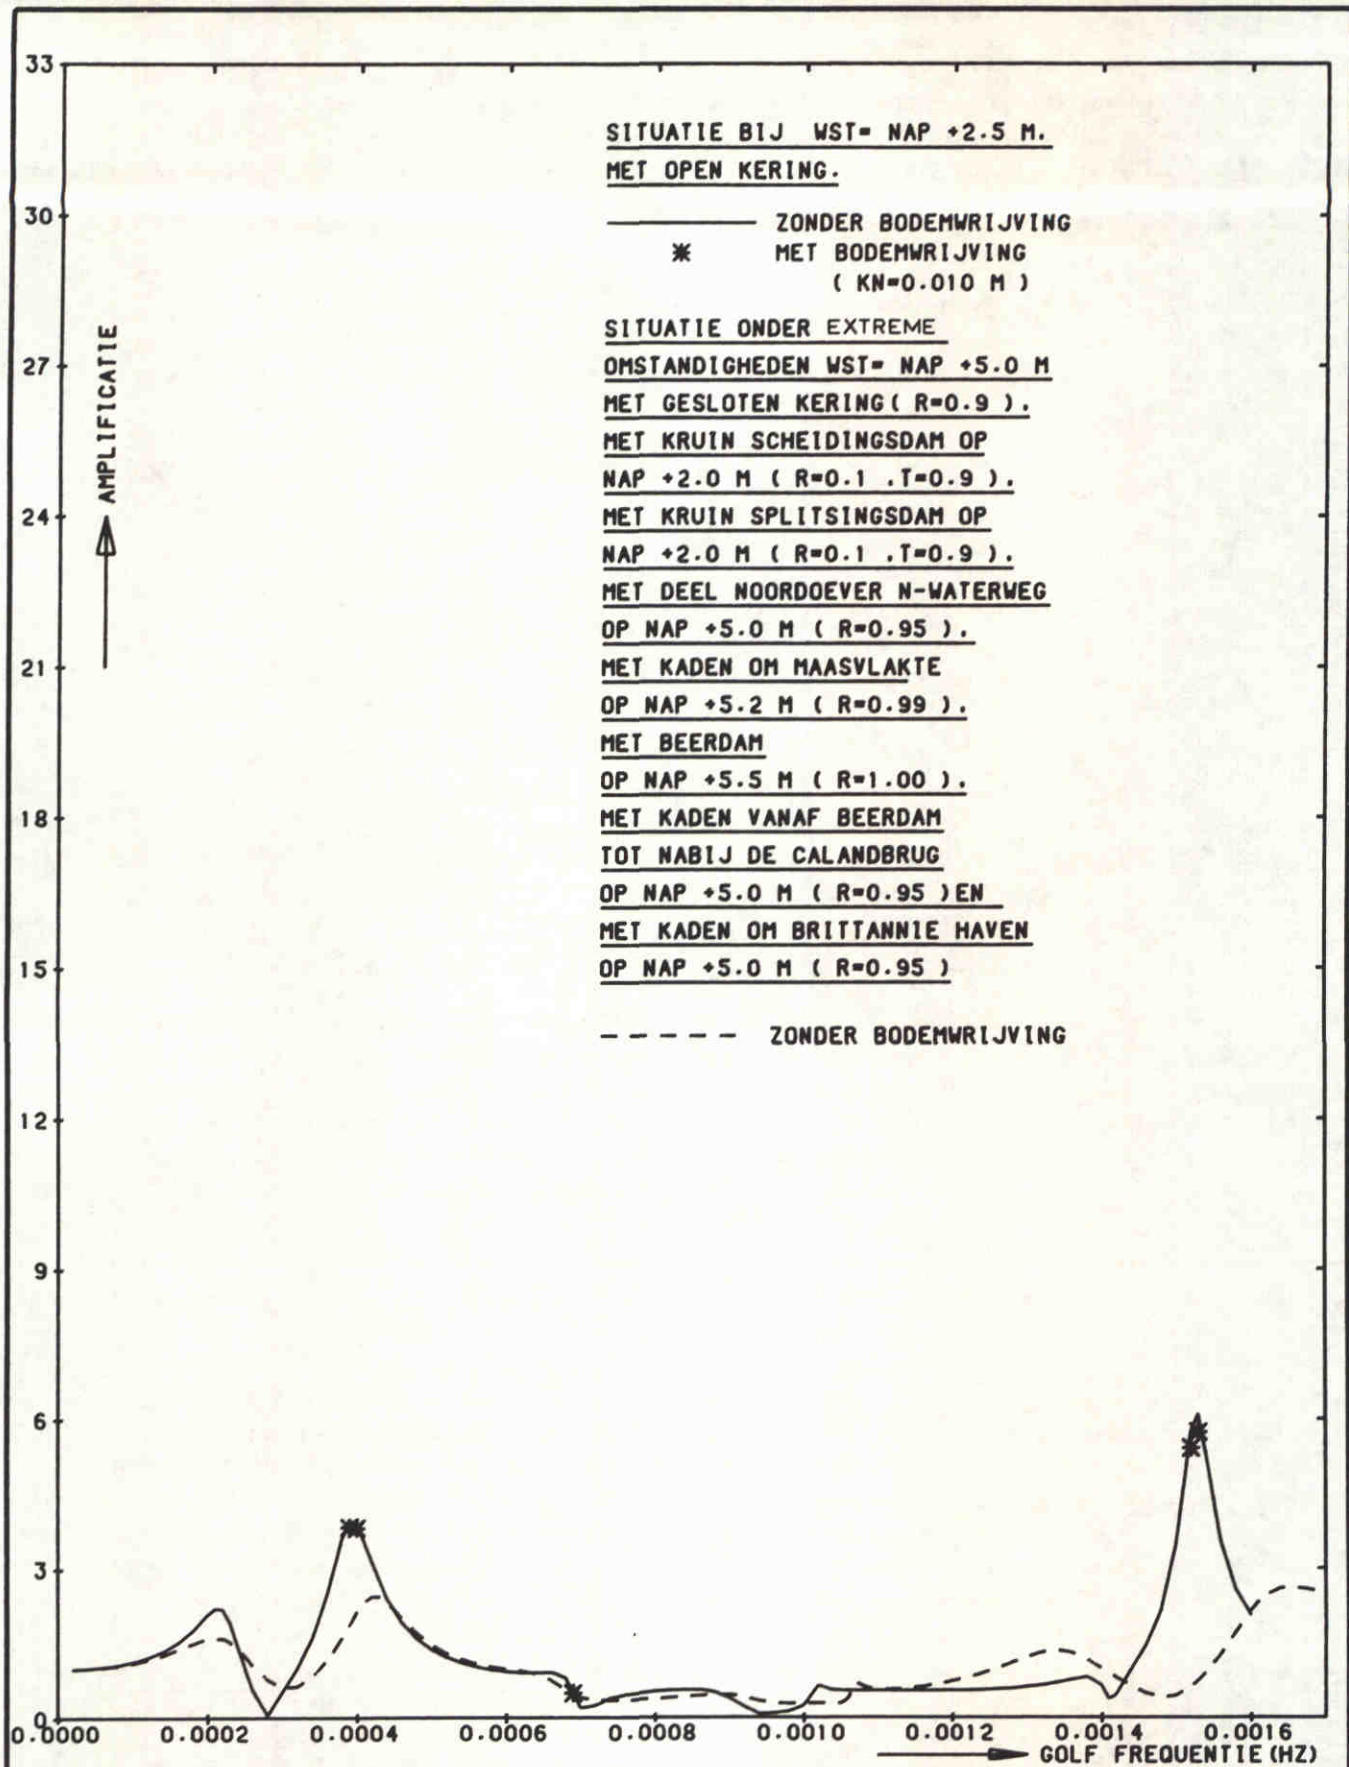 33
30
27
24
21
18
15
12
9
6
3
0
AMPLIFICATIE
SITUATIE BIJ WST= NAP +2.5 M.
MET OPEN KERING.
ZONDER BODEMWRIJVING
* MET BODEMWRIJVING
( KN=0.010 M )
SITUATIE ONDER EXTREME
OMSTANDIGHEDEN WST= NAP +5.0 M
MET GESLOTEN KERING( R=0.9 ).
MET KRUIN SCHEIDINGSDAM OP
NAP +2.0 M ( R=0.1 .T=0.9 ).
MET KRUIN SPLITSINGSDAM OP
NAP +2.0 M ( R=0.1 .T=0.9 ).
MET DEEL NOORDOEVER N-WATERWEG
OP NAP +5.0 M ( R=0.95 ).
MET KADEN OM MAASVLAKTE
OP NAP +5.2 M ( R=0.99 ).
MET BEERDAM
OP NAP +5.5 M ( R=1.00 ).
MET KADEN VANAF BEERDAM
TOT NABIJ DE CALANDBRUG
OP NAP +5.0 M ( R=0.95 )EN
MET KADEN OM BRITTANNIE HAVEN
OP NAP +5.0 M ( R=0.95 )
ZONDER BODEMWRIJVING
0.0000 0.0002 0.0004 0.0006 0.0008 0.0010 0.0012 0.0014 0.0016
GOLF FREQUENTIE(HZ)